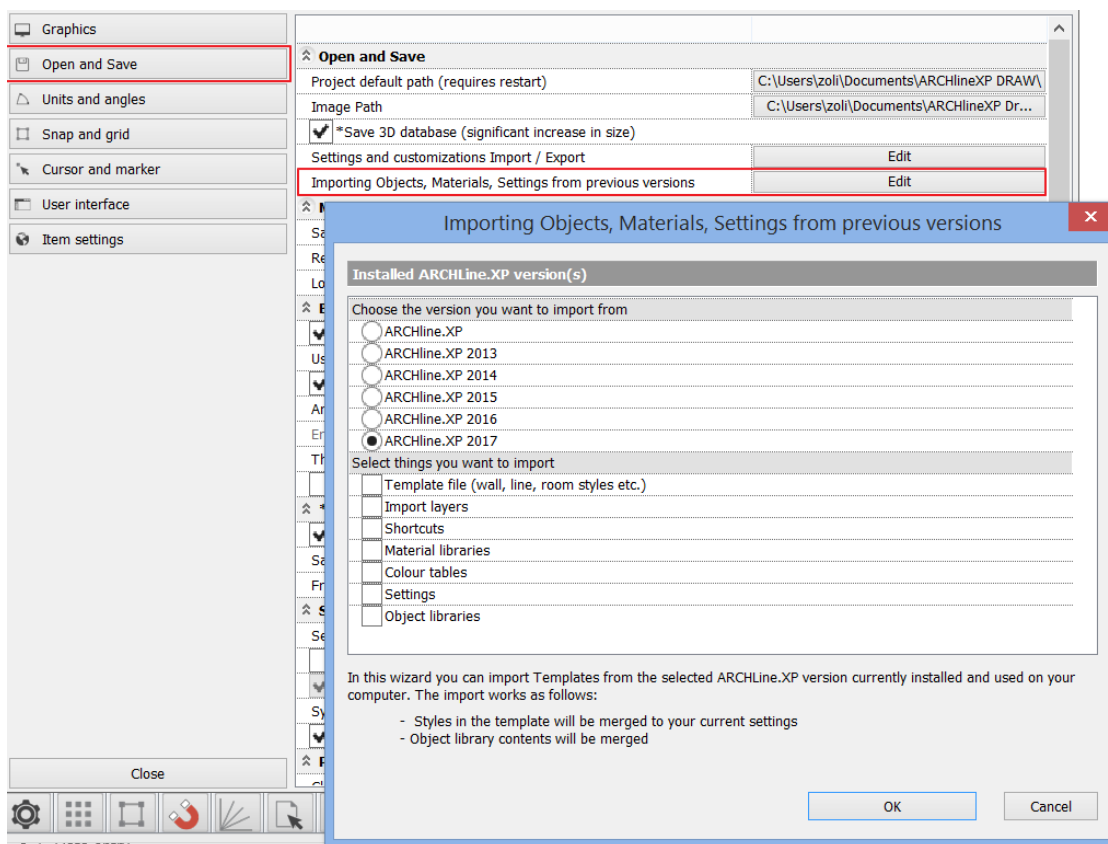 Graphics
Open and Save
Units and angles
Snap and grid
Cursor and marker
User interface
Item settings
Close
Open and Save
Project default path (requires restart) C:\Users\zoli\Documents\ARCHlineXP DRAW\
Image Path C:\Users\zoli\Documents\ARCHlineXP Dr...
*Save 3D database (significant increase in size)
Settings and customizations Import / Export Edit
Importing Objects, Materials, Settings from previous versions Edit
Importing Objects, Materials, Settings from previous versions
Installed ARCHLine.XP version(s)
Choose the version you want to import from
ARCHline.XP
ARCHline.XP 2013
ARCHline.XP 2014
ARCHline.XP 2015
ARCHline.XP 2016
ARCHline.XP 2017
Select things you want to import
Template file (wall, line, room styles etc.)
Import layers
Shortcuts
Material libraries
Colour tables
Settings
Object libraries
In this wizard you can import Templates from the selected ARCHLine.XP version currently installed and used on your
computer. The import works as follows:
- Styles in the template will be merged to your current settings
- Object library contents will be merged
OK Cancel